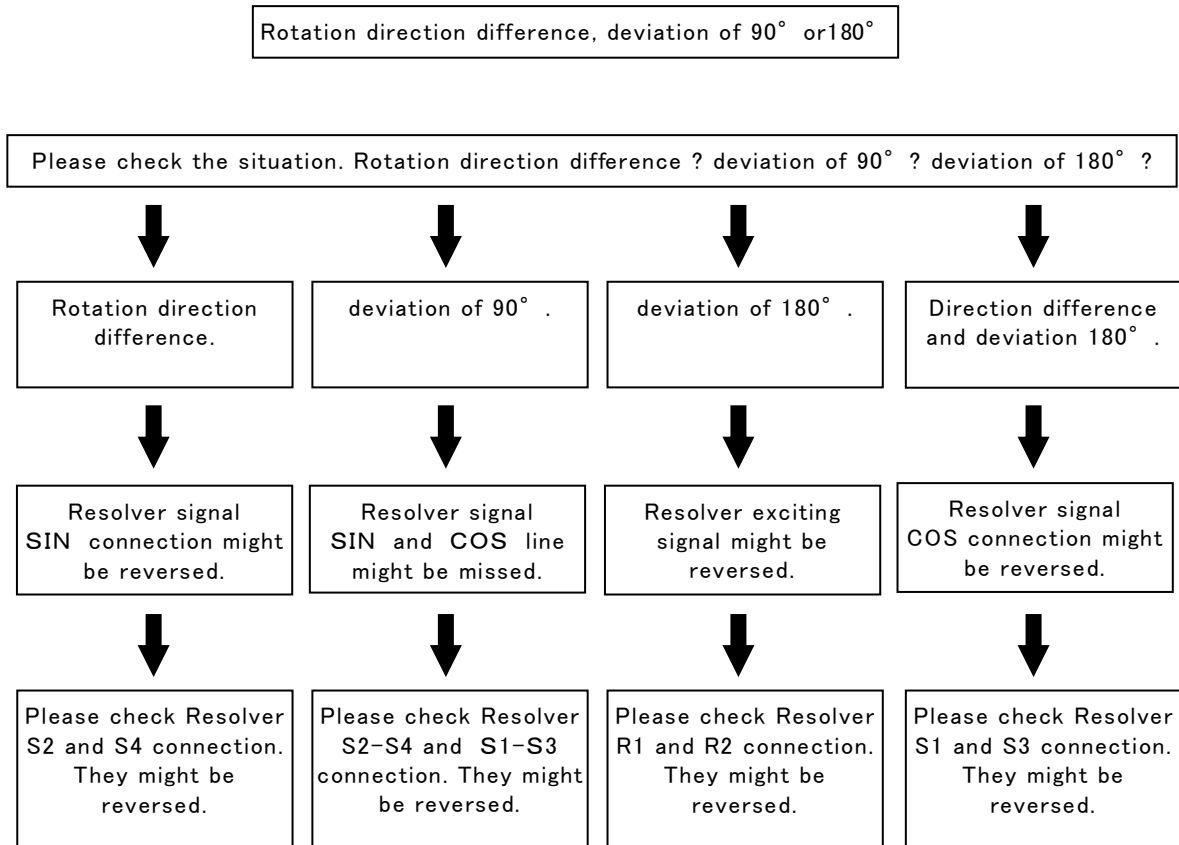 Rotation direction difference, deviation of 90° or180°
Please check the situation. Rotation direction difference ? deviation of 90° ? deviation of 180° ?
Rotation direction
difference.
deviation of 90° .
deviation of 180° .
Direction difference
and deviation 180° .
Resolver signal
SIN connection might
be reversed.
Resolver signal
SIN and COS line
might be missed.
Resolver exciting
signal might be
reversed.
Resolver signal
COS connection might
be reversed.
Please check Resolver
S2 and S4 connection.
They might be
reversed.
Please check Resolver
S2-S4 and S1-S3
connection. They might
be reversed.
Please check Resolver
R1 and R2 connection.
They might be
reversed.
Please check Resolver
S1 and S3 connection.
They might be
reversed.